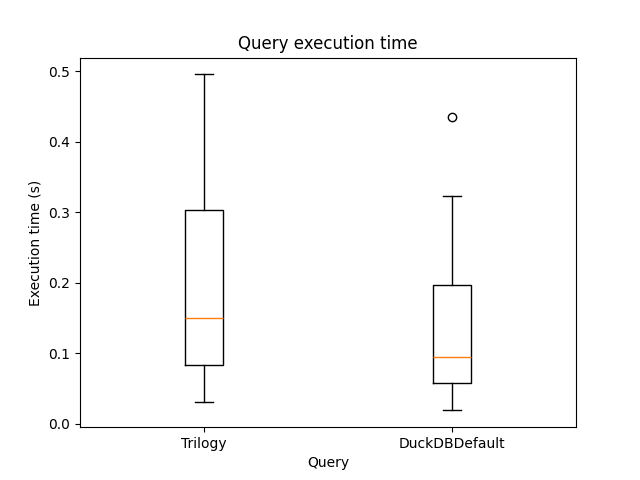 Query execution time
Execution time (s)
0.5
0.4
0.3
0.2
0.1
0.0
Trilogy
DuckDBDefault
Query